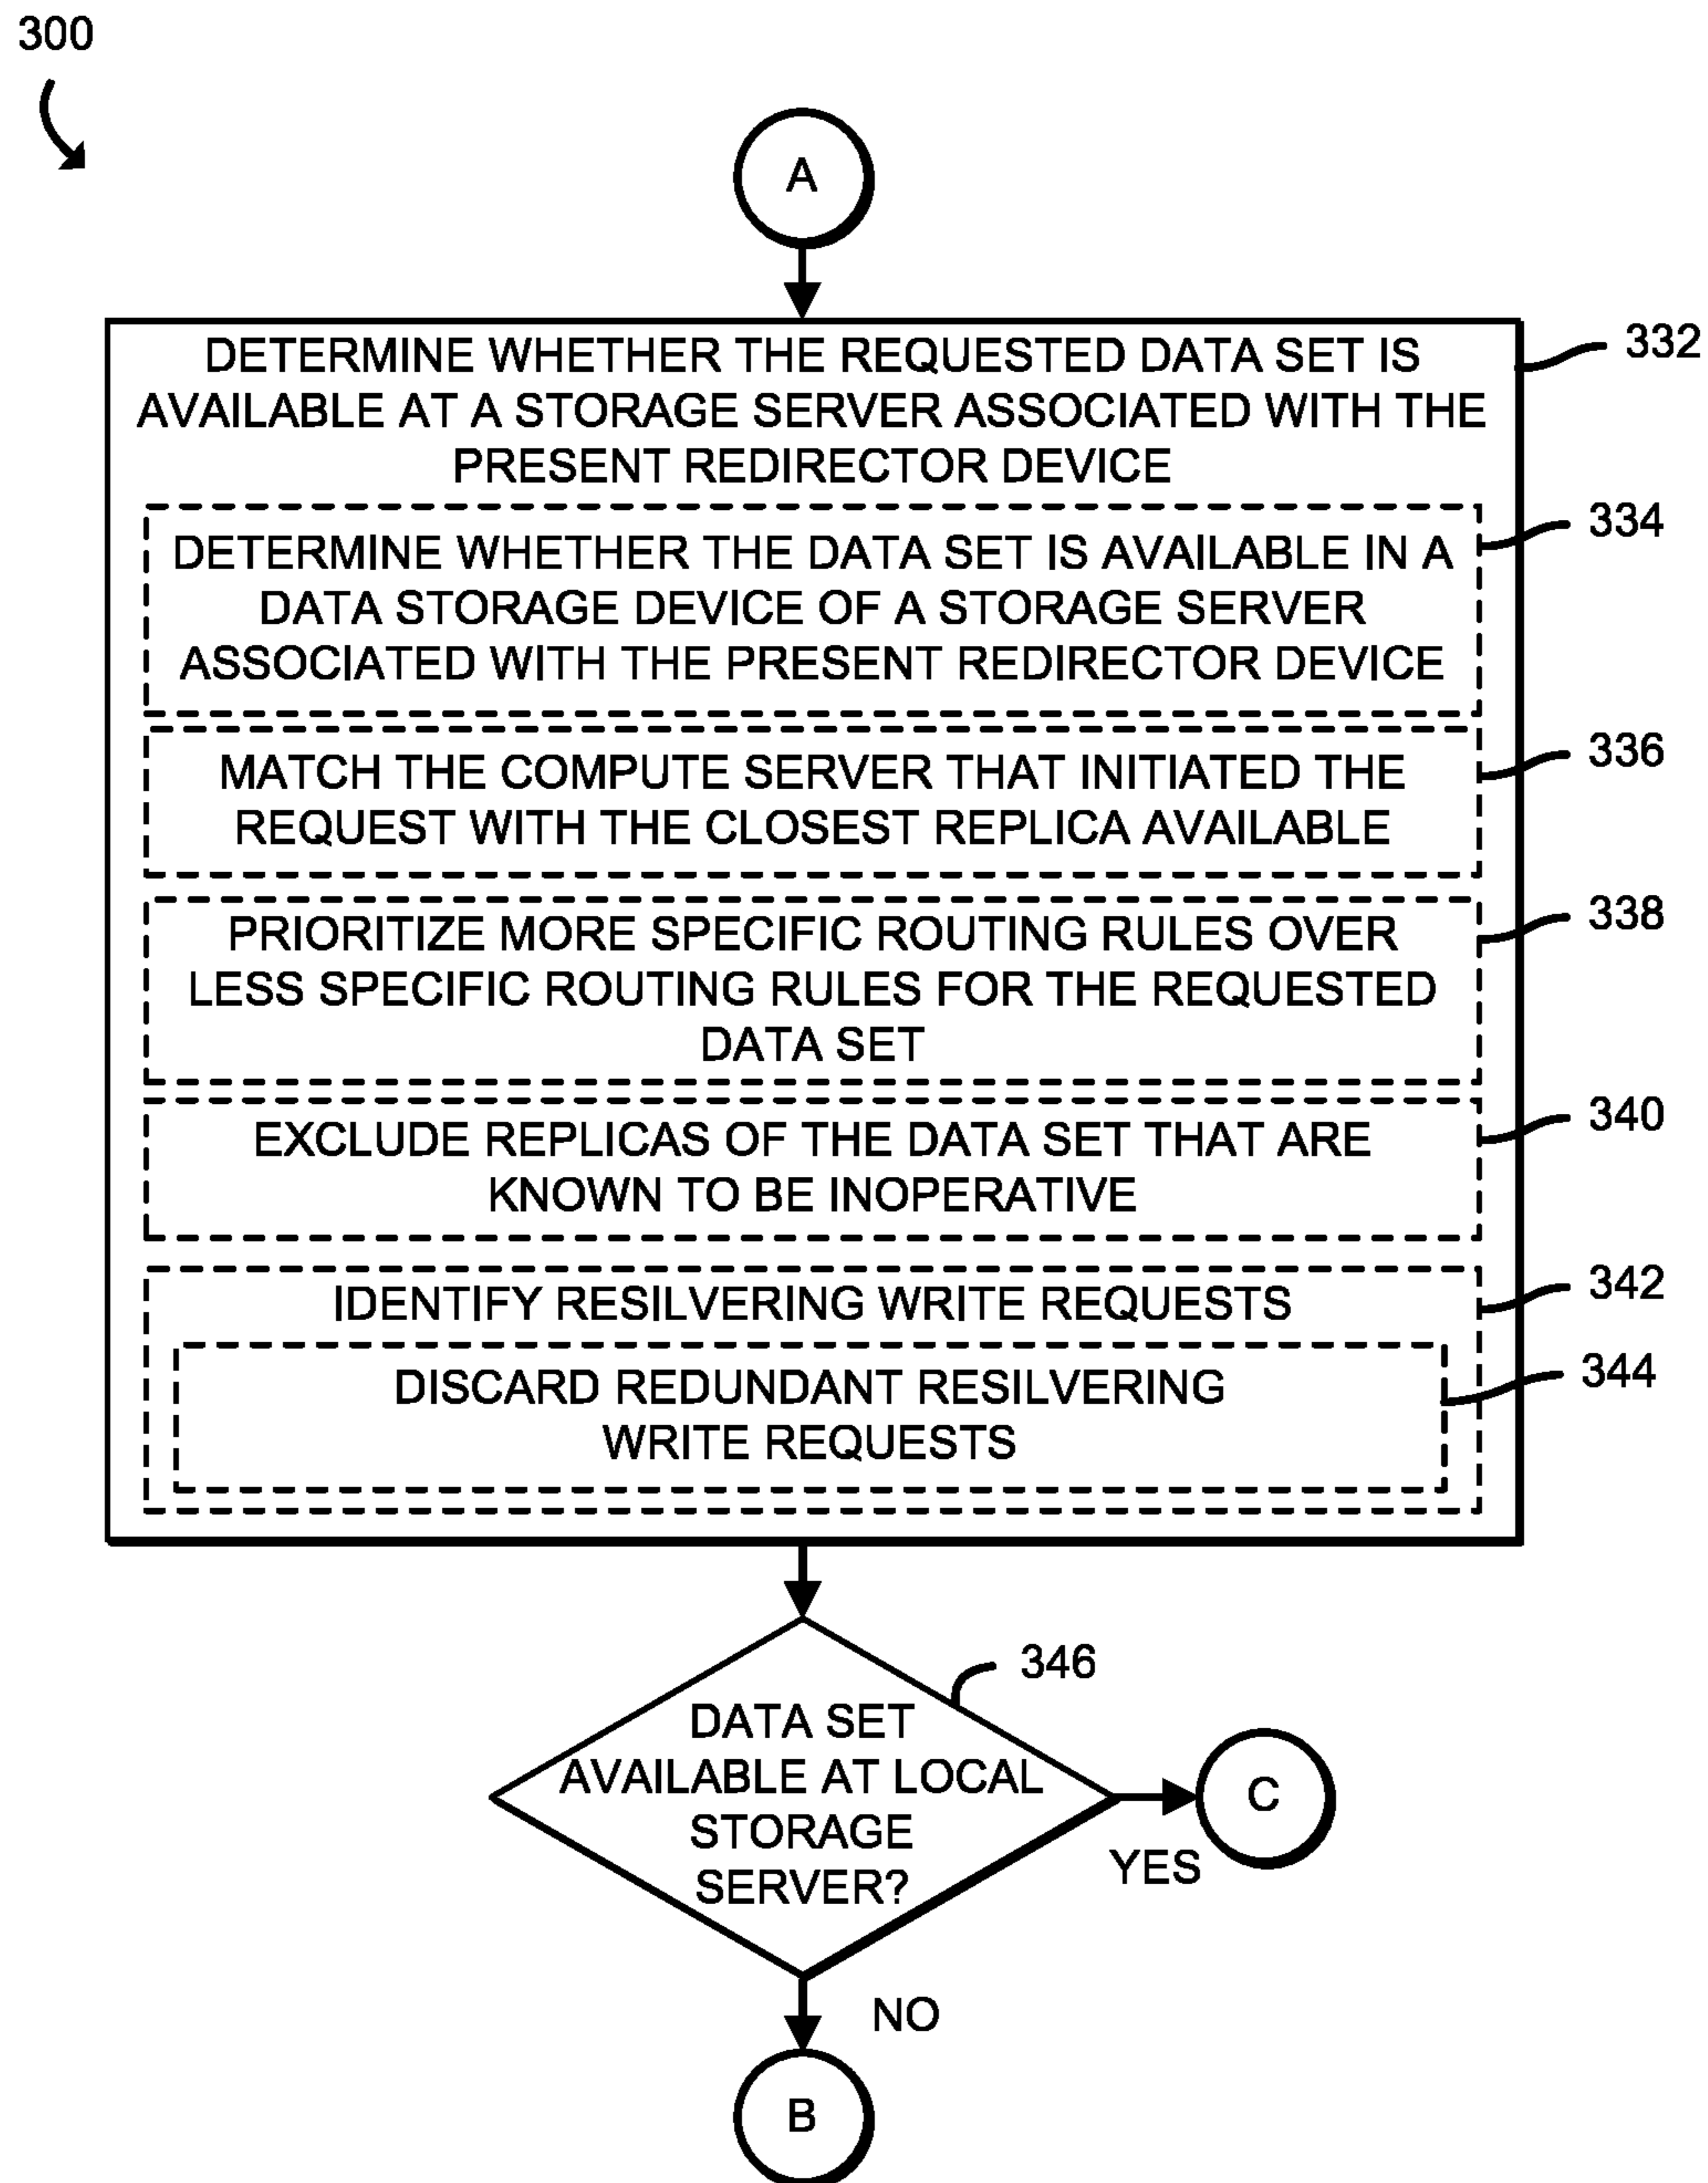 300
A
DETERMINE WHETHER THE REQUESTED DATA SET IS
AVAILABLE AT A STORAGE SERVER ASSOCIATED WITH THE
PRESENT REDIRECTOR DEVICE
332
DETERMINE WHETHER THE DATA SET IS AVAILABLE IN A
DATA STORAGE DEVICE OF A STORAGE SERVER
ASSOCIATED WITH THE PRESENT REDIRECTOR DEVICE
334
MATCH THE COMPUTE SERVER THAT INITIATED THE
REQUEST WITH THE CLOSEST REPLICA AVAILABLE
336
PRIORITIZE MORE SPECIFIC ROUTING RULES OVER
LESS SPECIFIC ROUTING RULES FOR THE REQUESTED
DATA SET
338
EXCLUDE REPLICAS OF THE DATA SET THAT ARE
KNOWN TO BE INOPERATIVE
340
IDENTIFY RESILVERING WRITE REQUESTS
342
DISCARD REDUNDANT RESILVERING
WRITE REQUESTS
344
346
DATA SET
AVAILABLE AT LOCAL
STORAGE
SERVER?
YES
C
NO
B